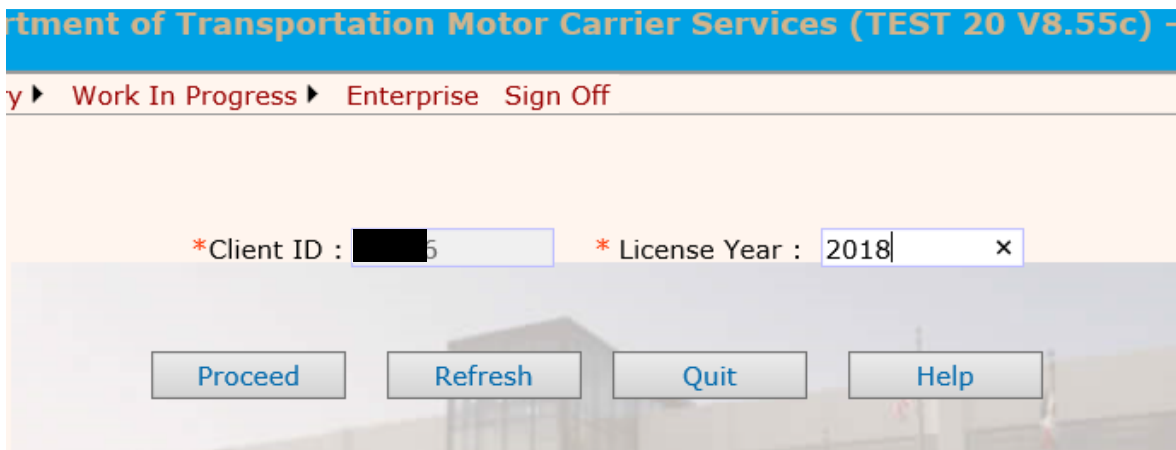 rtment of Transportation Motor Carrier Services (TEST 20 V8.55c) -
y Work In Progress Enterprise Sign Off
*Client ID : 6 * License Year : 2018 ×
Proceed Refresh Quit Help